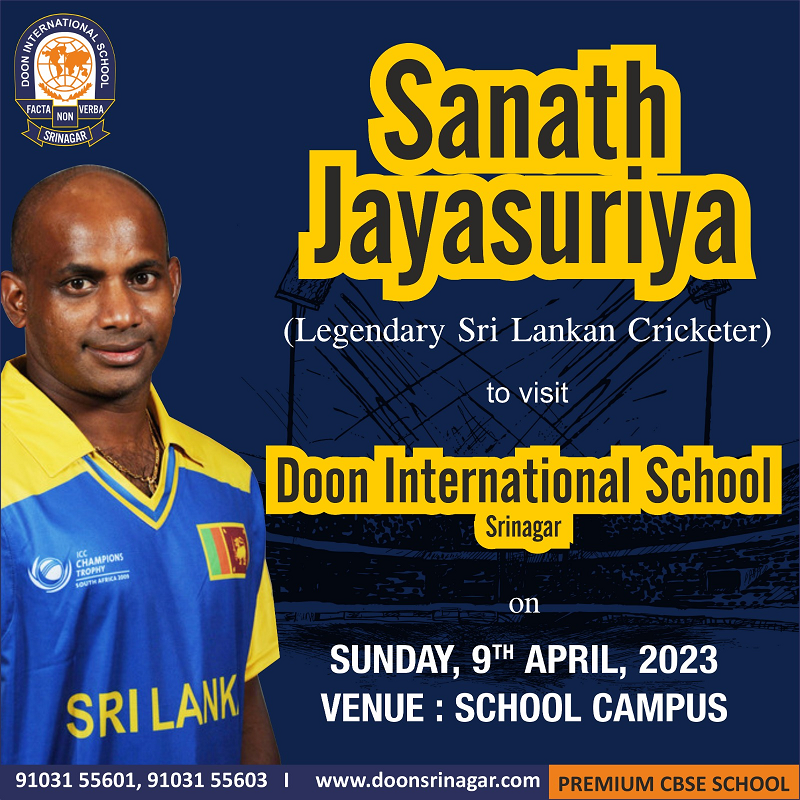 DOON INTERNATIONAL SCHOOL
FACTA NON VERBA
SRINAGAR
Sanath
Jayasuriya
(Legendary Sri Lankan Cricketer)
to visit
Doon International School
Srinagar
ICC
CHAMPIONS
TROPHY
SOUTH AFRICA 2009
SRI LANK
on
SUNDAY, 9TH APRIL, 2023
VENUE : SCHOOL CAMPUS
91031 55601, 91031 55603 I www.doonsrinagar.com PREMIUM CBSE SCHOOL